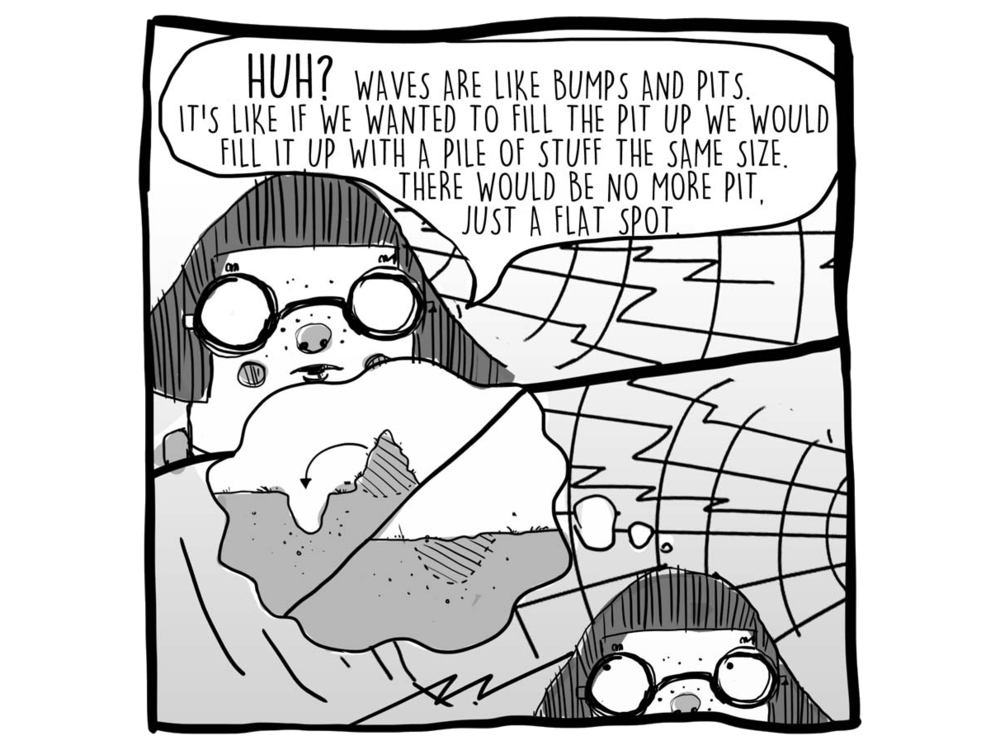 HUH? WAVES ARE LIKE BUMPS AND PITS.
IT'S LIKE IF WE WANTED TO FILL THE PIT UP WE WOULD
FILL IT UP WITH A PILE OF STUFF THE SAME SIZE.
THERE WOULD BE NO MORE PIT,
JUST A FLAT SPOT.